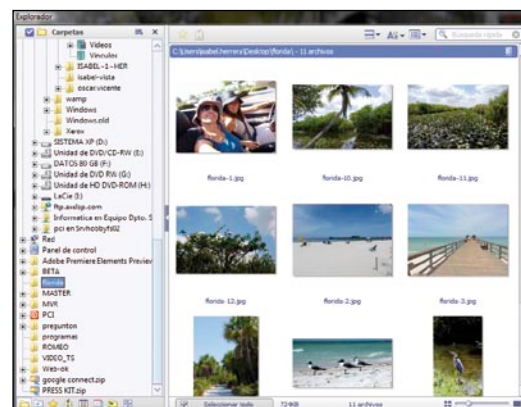 Explorador
Carpetas
Videos
Vínculos
ISABEL-1-HER
isabel-vista
oscar.vicente
wamp
Windows
Windows.old
Xerox
SISTEMA XP (D:)
Unidad de DVD/CD-RW (E:)
DATOS 80 GB (F:)
Unidad de DVD RW (G:)
Unidad de HD DVD-ROM (H:)
LaCie (I:)
ftp.axelsp.com
Informatica en Equipo Dpto. S
pci en Srvhobbyfs02
Red
Panel de control
Adobe Premiere Elements Preview
BETA
florida
MASTER
MVR
PCI
pregunton
programas
ROMEO
VIDEO_TS
Web-ok
google connect.zip
PRESS KIT.zip
Búsqueda rápida
C:\Users\isabel.herrera\Desktop\florida\ - 11 archivos
florida-1.jpg
florida-10.jpg
florida-11.jpg
florida-12.jpg
florida-2.jpg
florida-3.jpg
Seleccionar todo
724KB
11 archivos